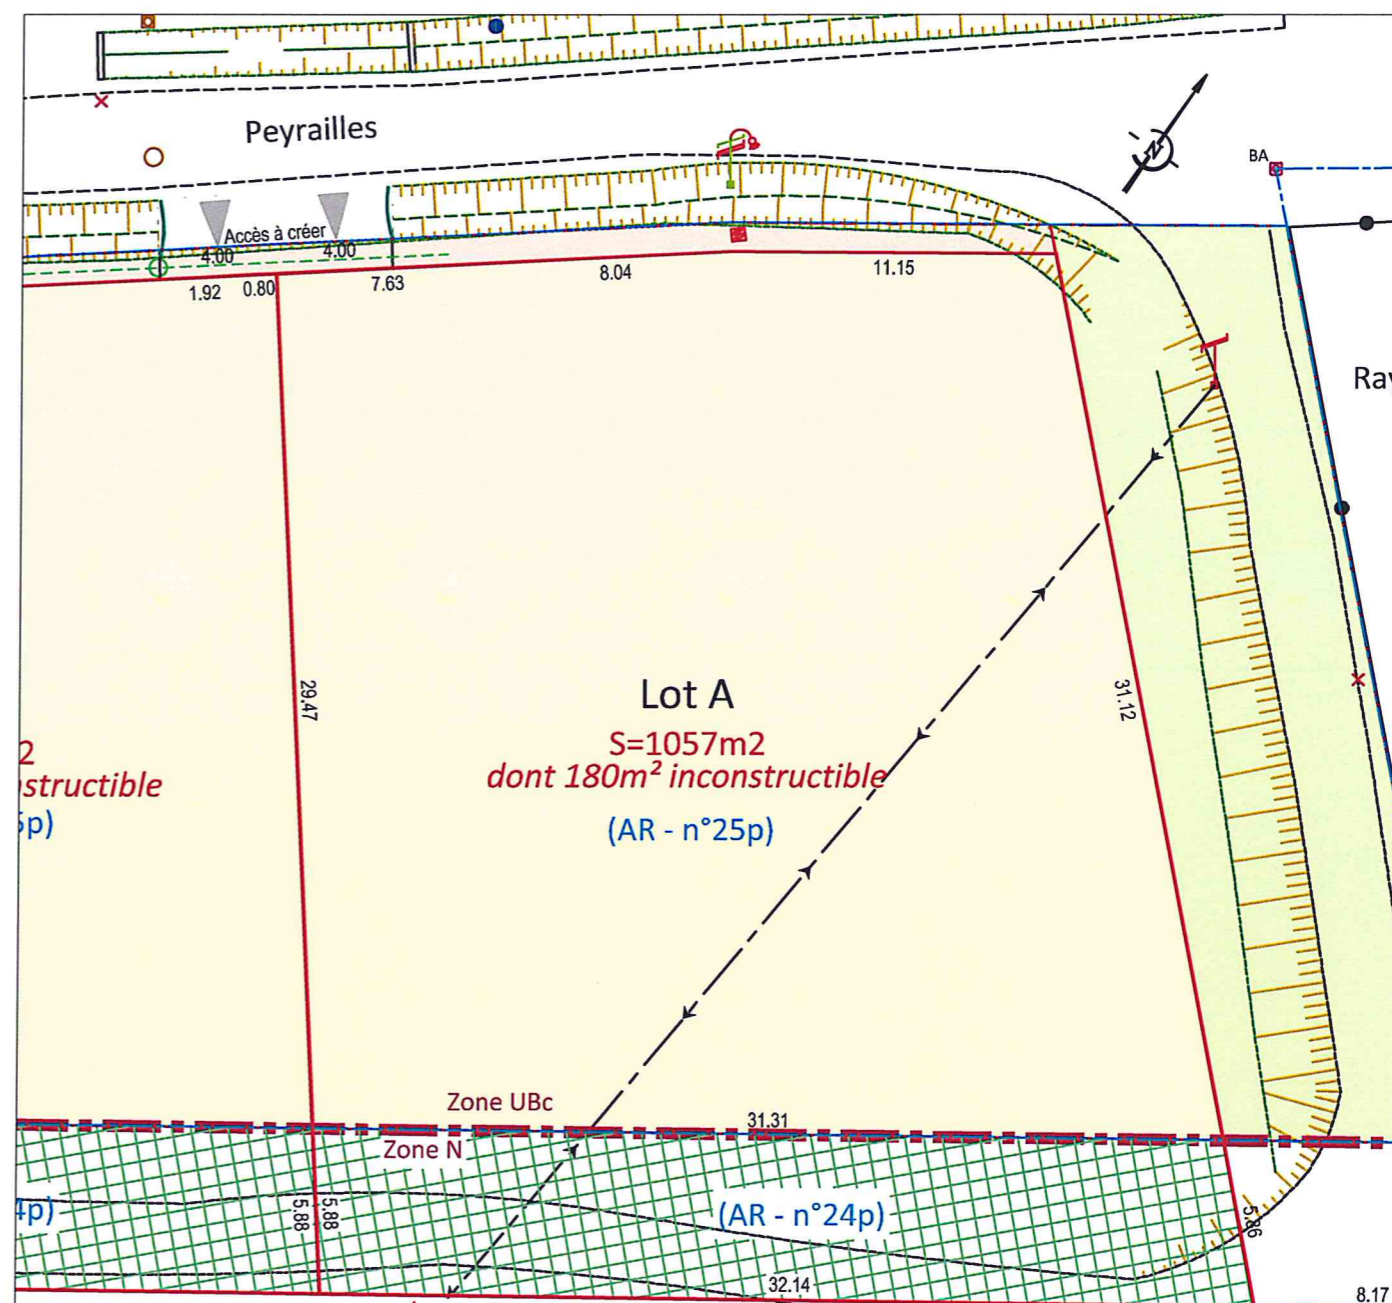 Peyrailles
N
BA
Accès à créer
4.00
4.00
1.92
0.80
7.63
8.04
11.15
Ray
29.47
31.12
Lot A
S=1057m2
dont 180m² inconstructible
(AR - n°25p)
2
nstructible
5p)
Zone UBc
31.31
Zone N
4p)
5.88
5.88
(AR - n°24p)
5.86
32.14
8.17